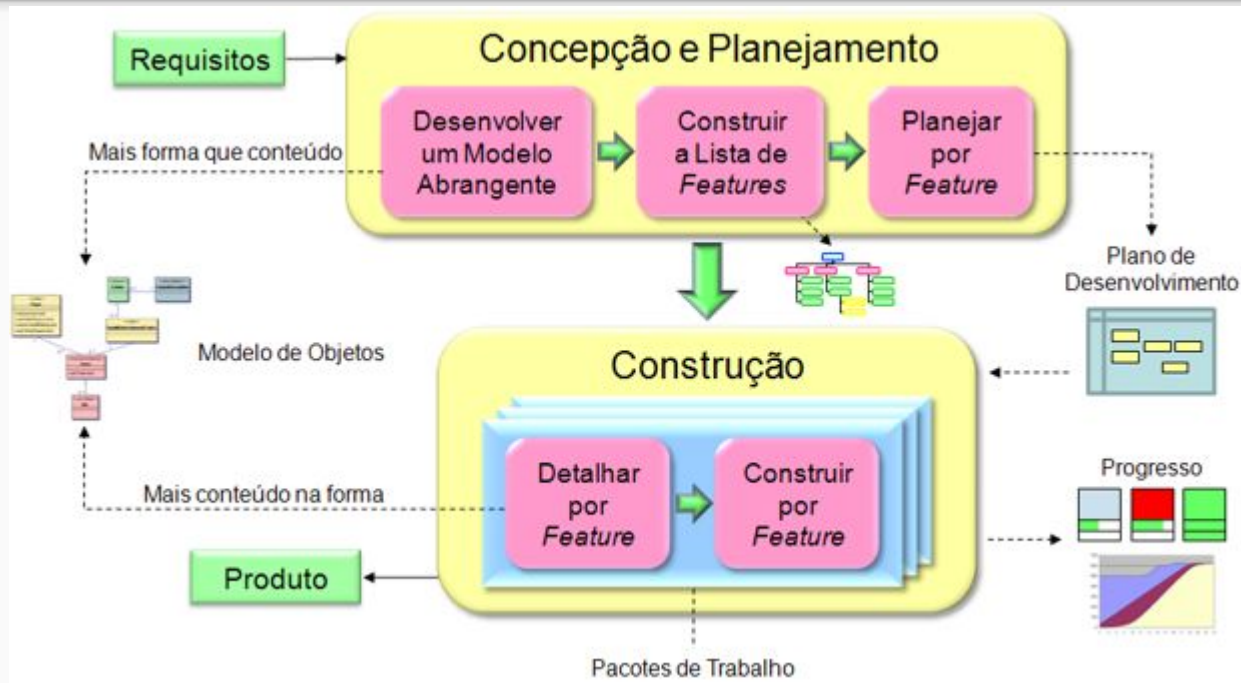 Requisitos
Concepção e Planejamento
Desenvolver
um Modelo
Abrangente
Construir
a Lista de
Features
Planejar
por
Feature
Mais forma que conteúdo
Plano de
Desenvolvimento
Modelo de Objetos
Construção
Detalhar
por
Feature
Construir
por
Feature
Mais conteúdo na forma
Progresso
Produto
Pacotes de Trabalho